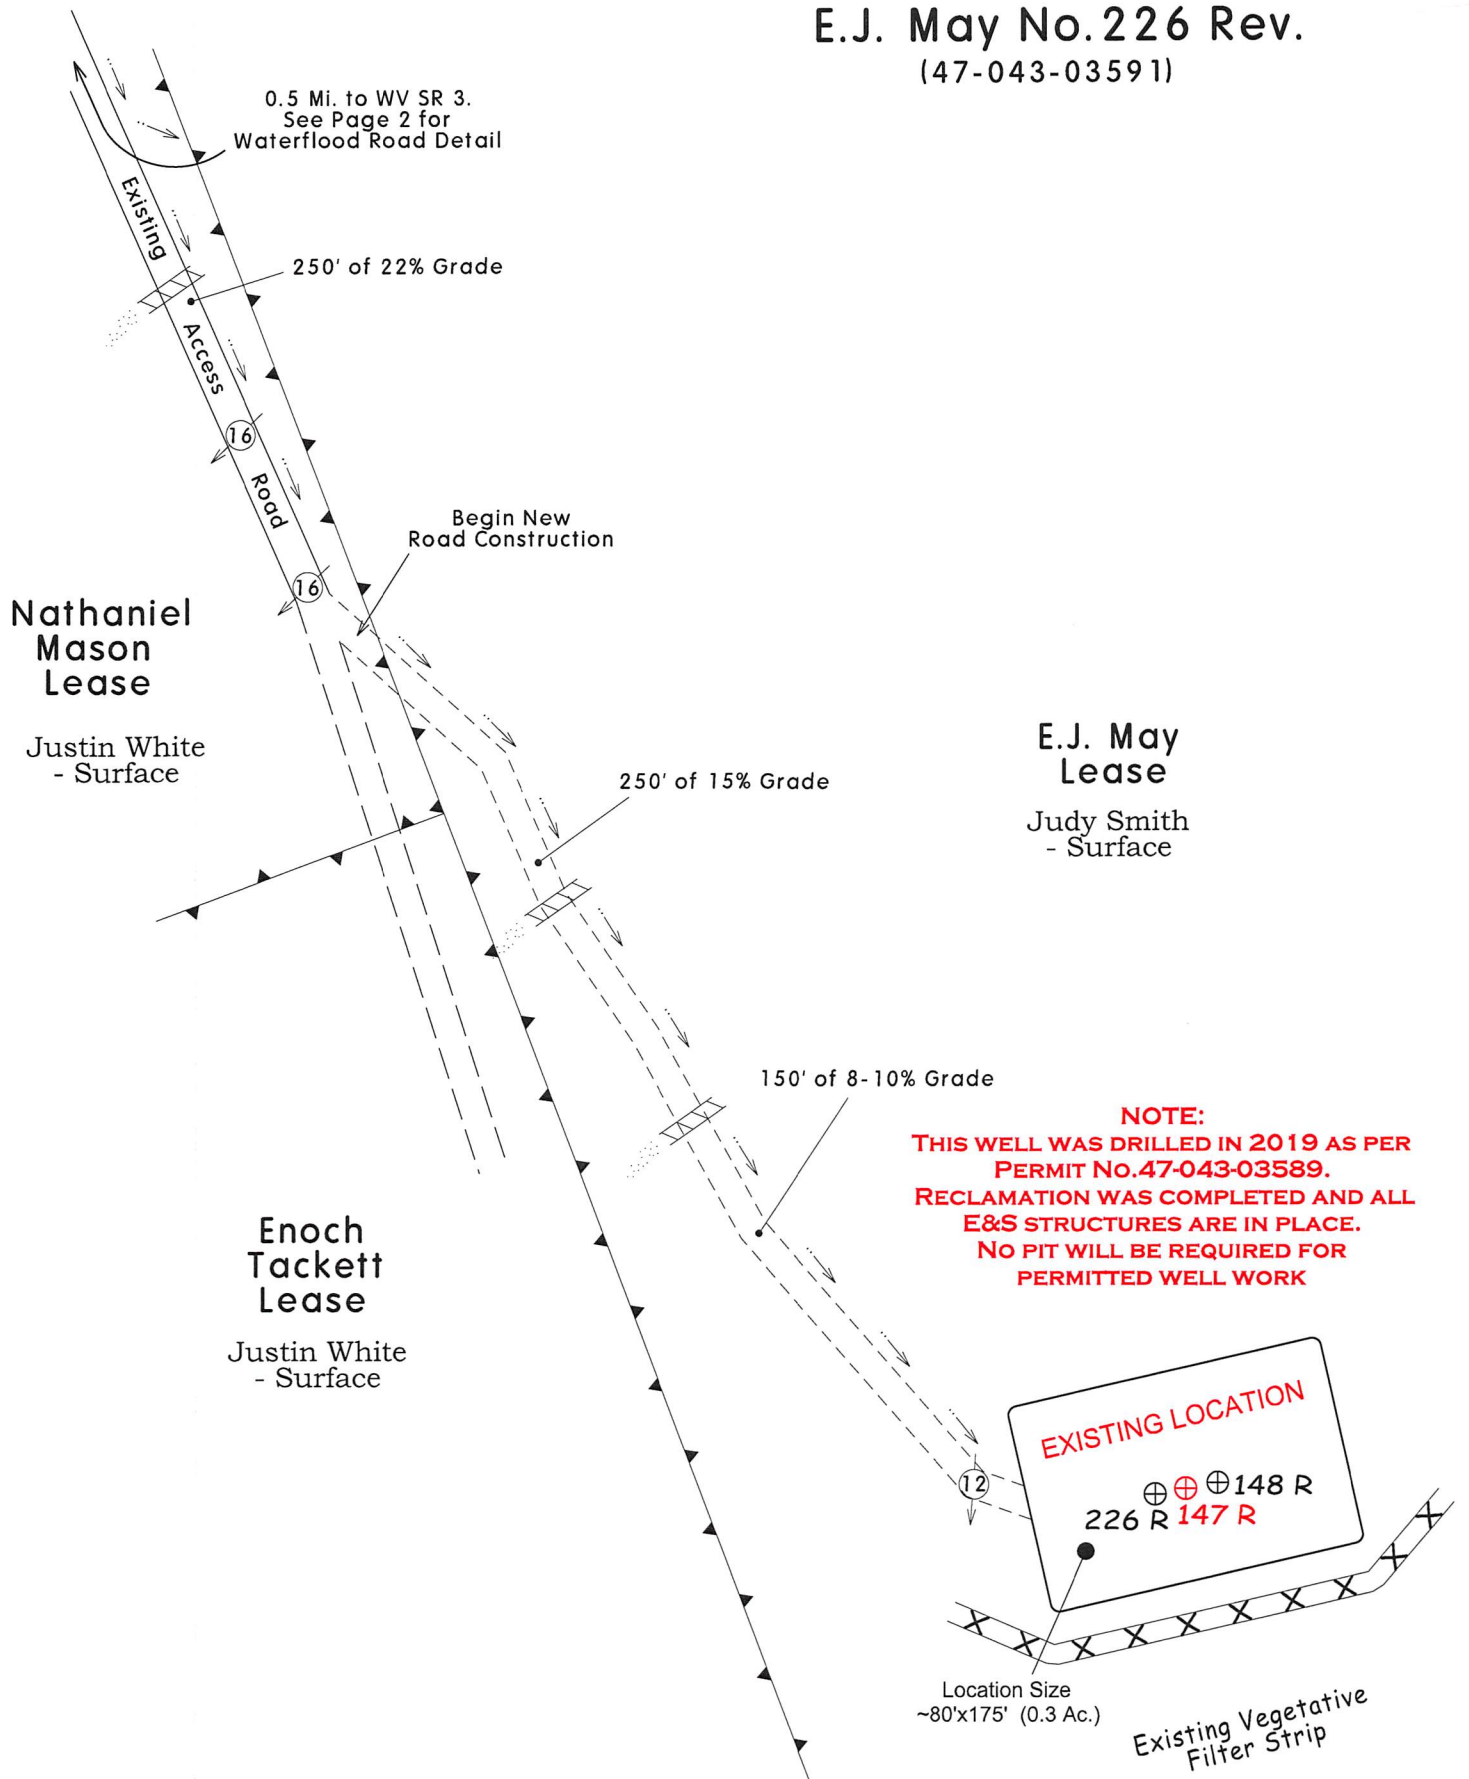 E.J. May No.226 Rev.
(47-043-03591)
0.5 Mi. to WV SR 3.
See Page 2 for
Waterflood Road Detail
Existing
250' of 22% Grade
Access
16
Road
Begin New
Road Construction
16
Nathaniel
Mason
Lease
Justin White
- Surface
E.J. May
Lease
Judy Smith
- Surface
250' of 15% Grade
150' of 8-10% Grade
NOTE:
THIS WELL WAS DRILLED IN 2019 AS PER
PERMIT NO.47-043-03589.
RECLAMATION WAS COMPLETED AND ALL
E&S STRUCTURES ARE IN PLACE.
NO PIT WILL BE REQUIRED FOR
PERMITTED WELL WORK
Enoch
Tackett
Lease
Justin White
- Surface
EXISTING LOCATION
12
148 R
226 R 147 R
Location Size
~80'x175' (0.3 Ac.)
Existing Vegetative
Filter Strip